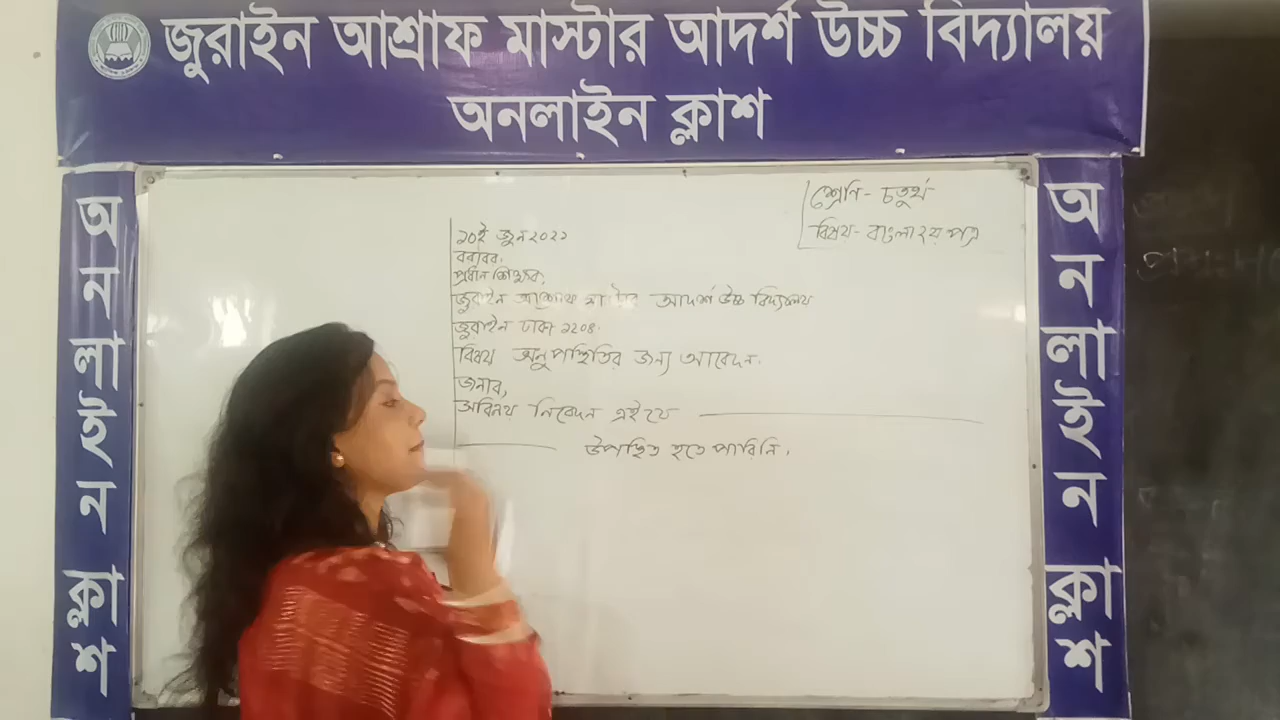 জুরাইন আশ্রাফ মাস্টার আদর্শ উচ্চ বিদ্যালয়
অনলাইন ক্লাশ
অনলাইন ক্লাশ
শ্রেণি - চতুর্থ
বিষয় - বাংলা ২য় পত্র
১০ই জুন ২০২১
বরাবর,
প্রধান শিক্ষক,
জুরাইন আশ্রাফ মাস্টার আদর্শ উচ্চ বিদ্যালয়
জুরাইন ঢাকা ১২০৪.
বিষয় অনুপস্থিতির জন্য আবেদন.
জনাব,
সবিনয় নিবেদন এই যে
উপস্থিত হতে পারিনি.
অনলাইন ক্লাশ